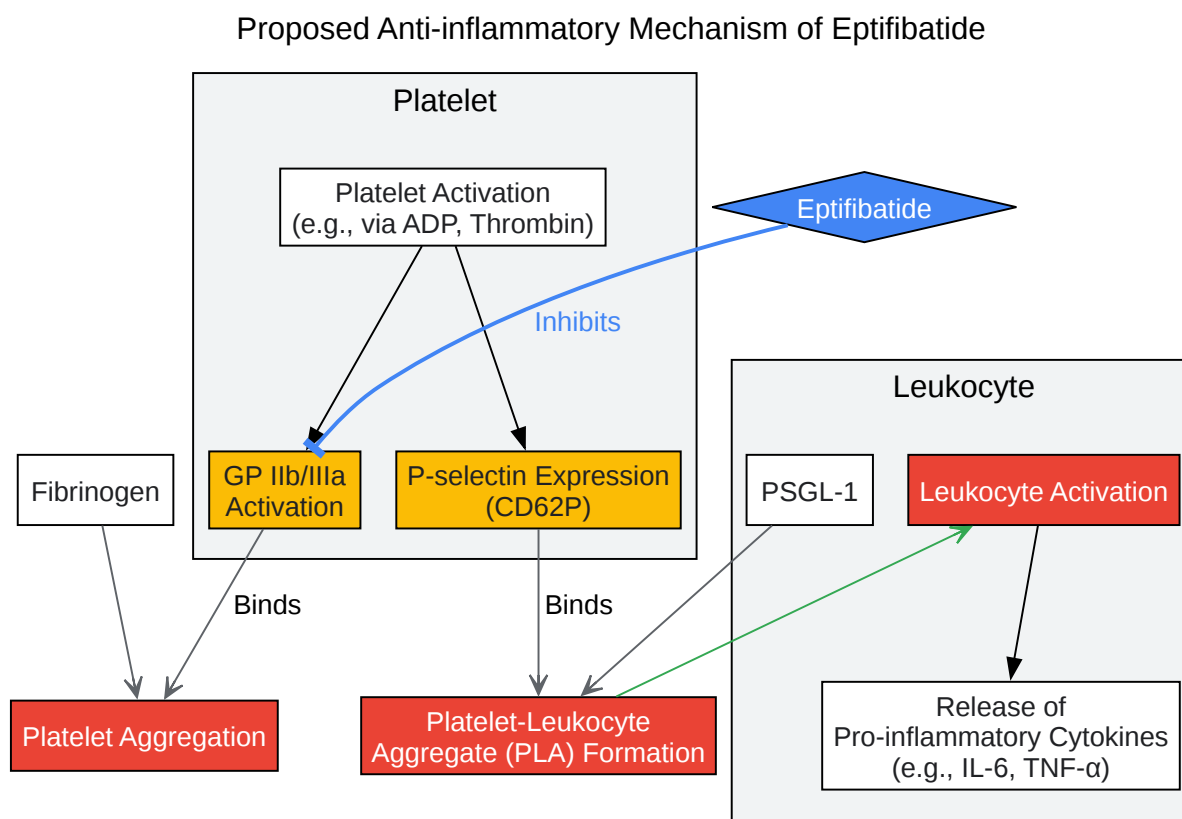 Proposed Anti-inflammatory Mechanism of Eptifibatide
Platelet
Platelet Activation
(e.g., via ADP, Thrombin)
Eptifibatide
Inhibits
Leukocyte
Fibrinogen
GP IIb/IIIa
Activation
P-selectin Expression
(CD62P)
PSGL-1
Leukocyte Activation
Binds
Binds
Platelet Aggregation
Platelet-Leukocyte
Aggregate (PLA) Formation
Release of
Pro-inflammatory Cytokines
(e.g., IL-6, TNF-α)